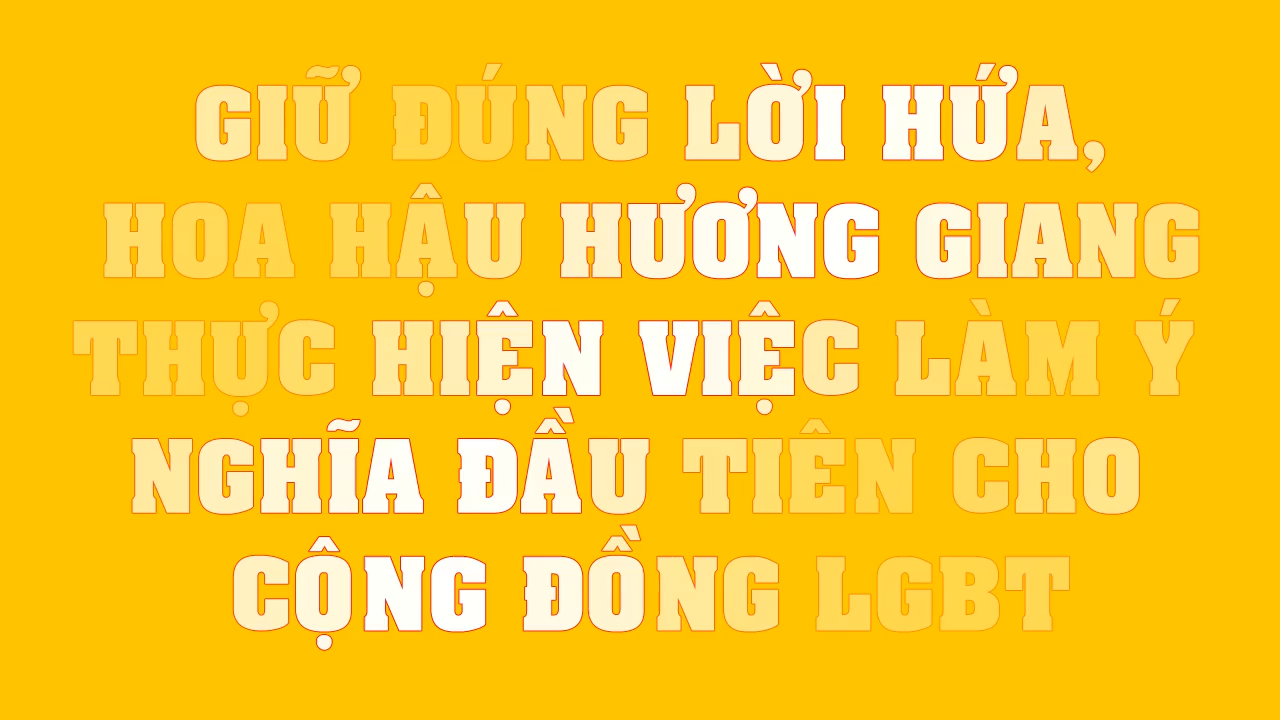 GIỮ ĐÚNG LỜI HỨA,
HOA HẬU HƯƠNG GIANG
THỰC HIỆN VIỆC LÀM Ý
NGHĨA ĐẦU TIÊN CHO
CỘNG ĐỒNG LGBT